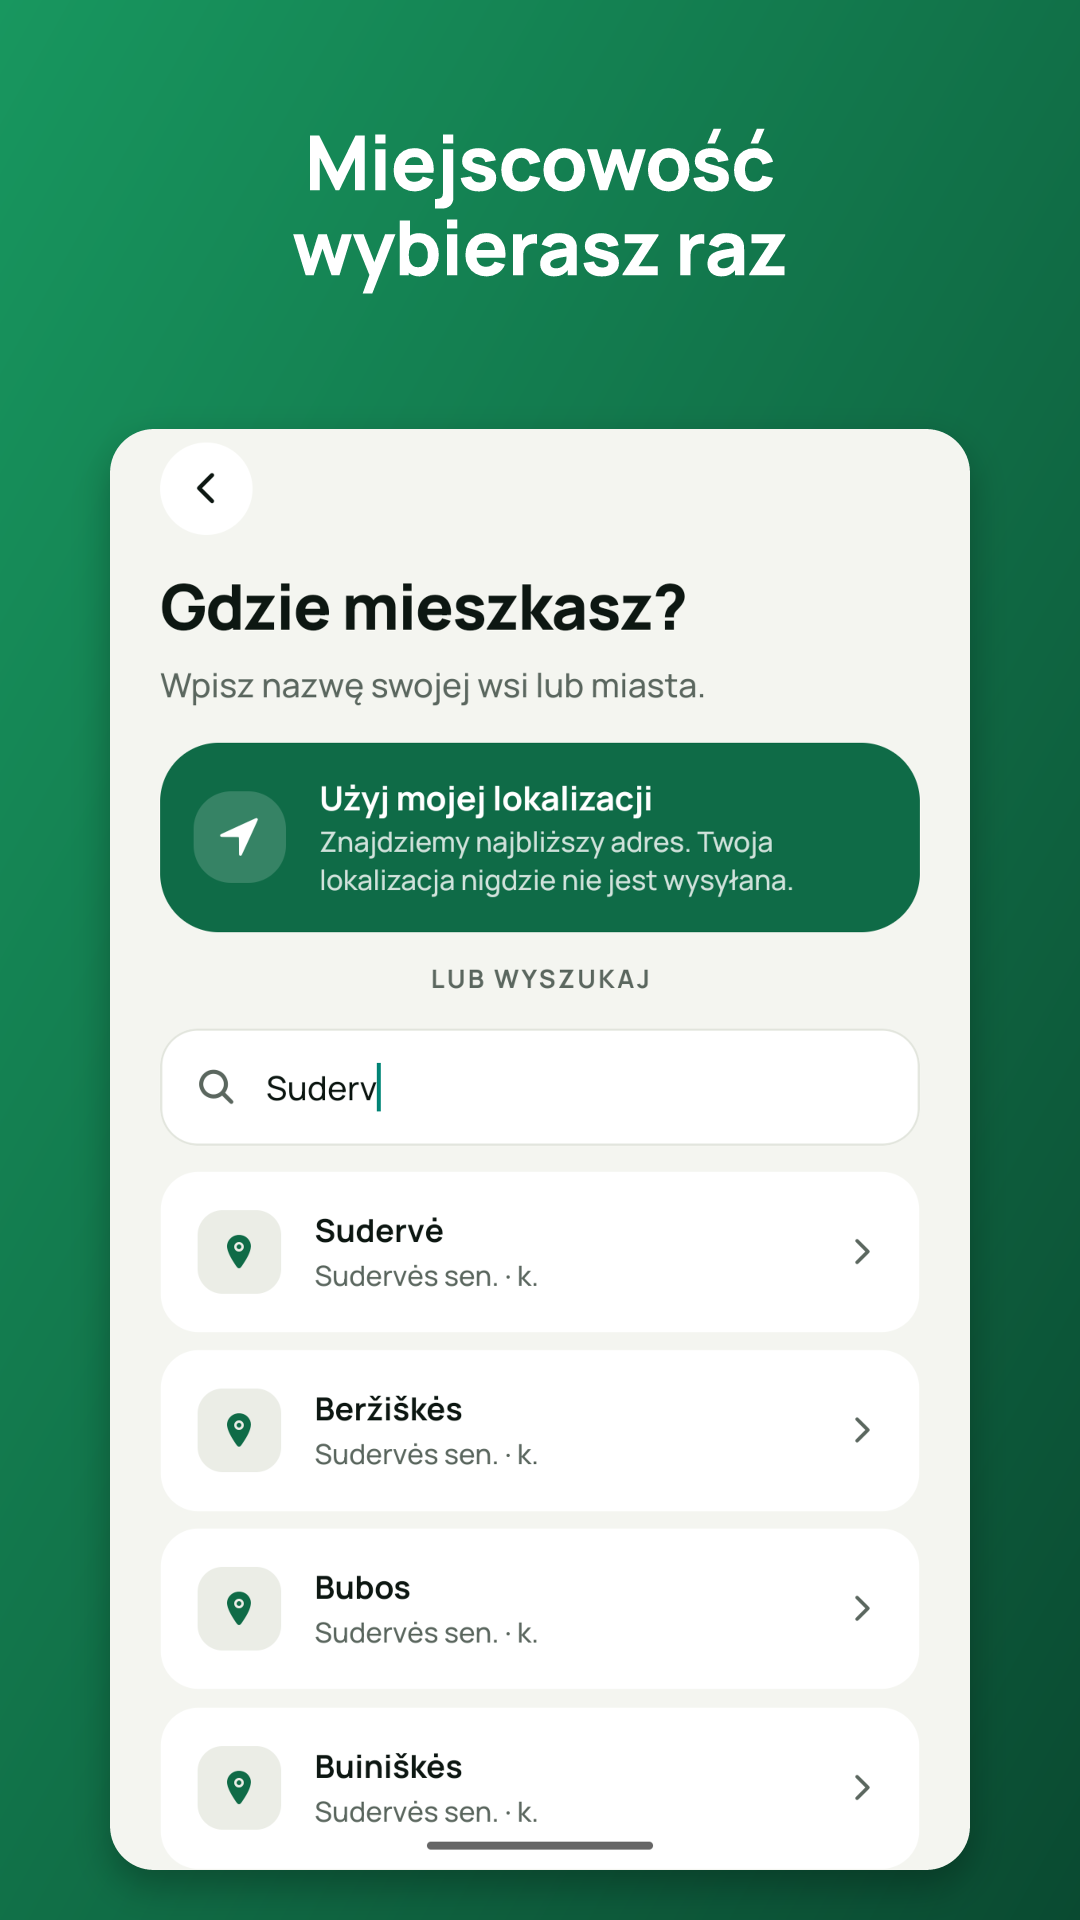 Miejscowość
wybierasz raz
Gdzie mieszkasz?
Wpisz nazwę swojej wsi lub miasta.
Użyj mojej lokalizacji
Znajdziemy najbliższy adres. Twoja
lokalizacja nigdzie nie jest wysyłana.
LUB WYSZUKAJ
Suderv
Sudervė
Sudervės sen. · k.
Beržiškės
Sudervės sen. · k.
Bubos
Sudervės sen. · k.
Buiniškės
Sudervės sen. · k.